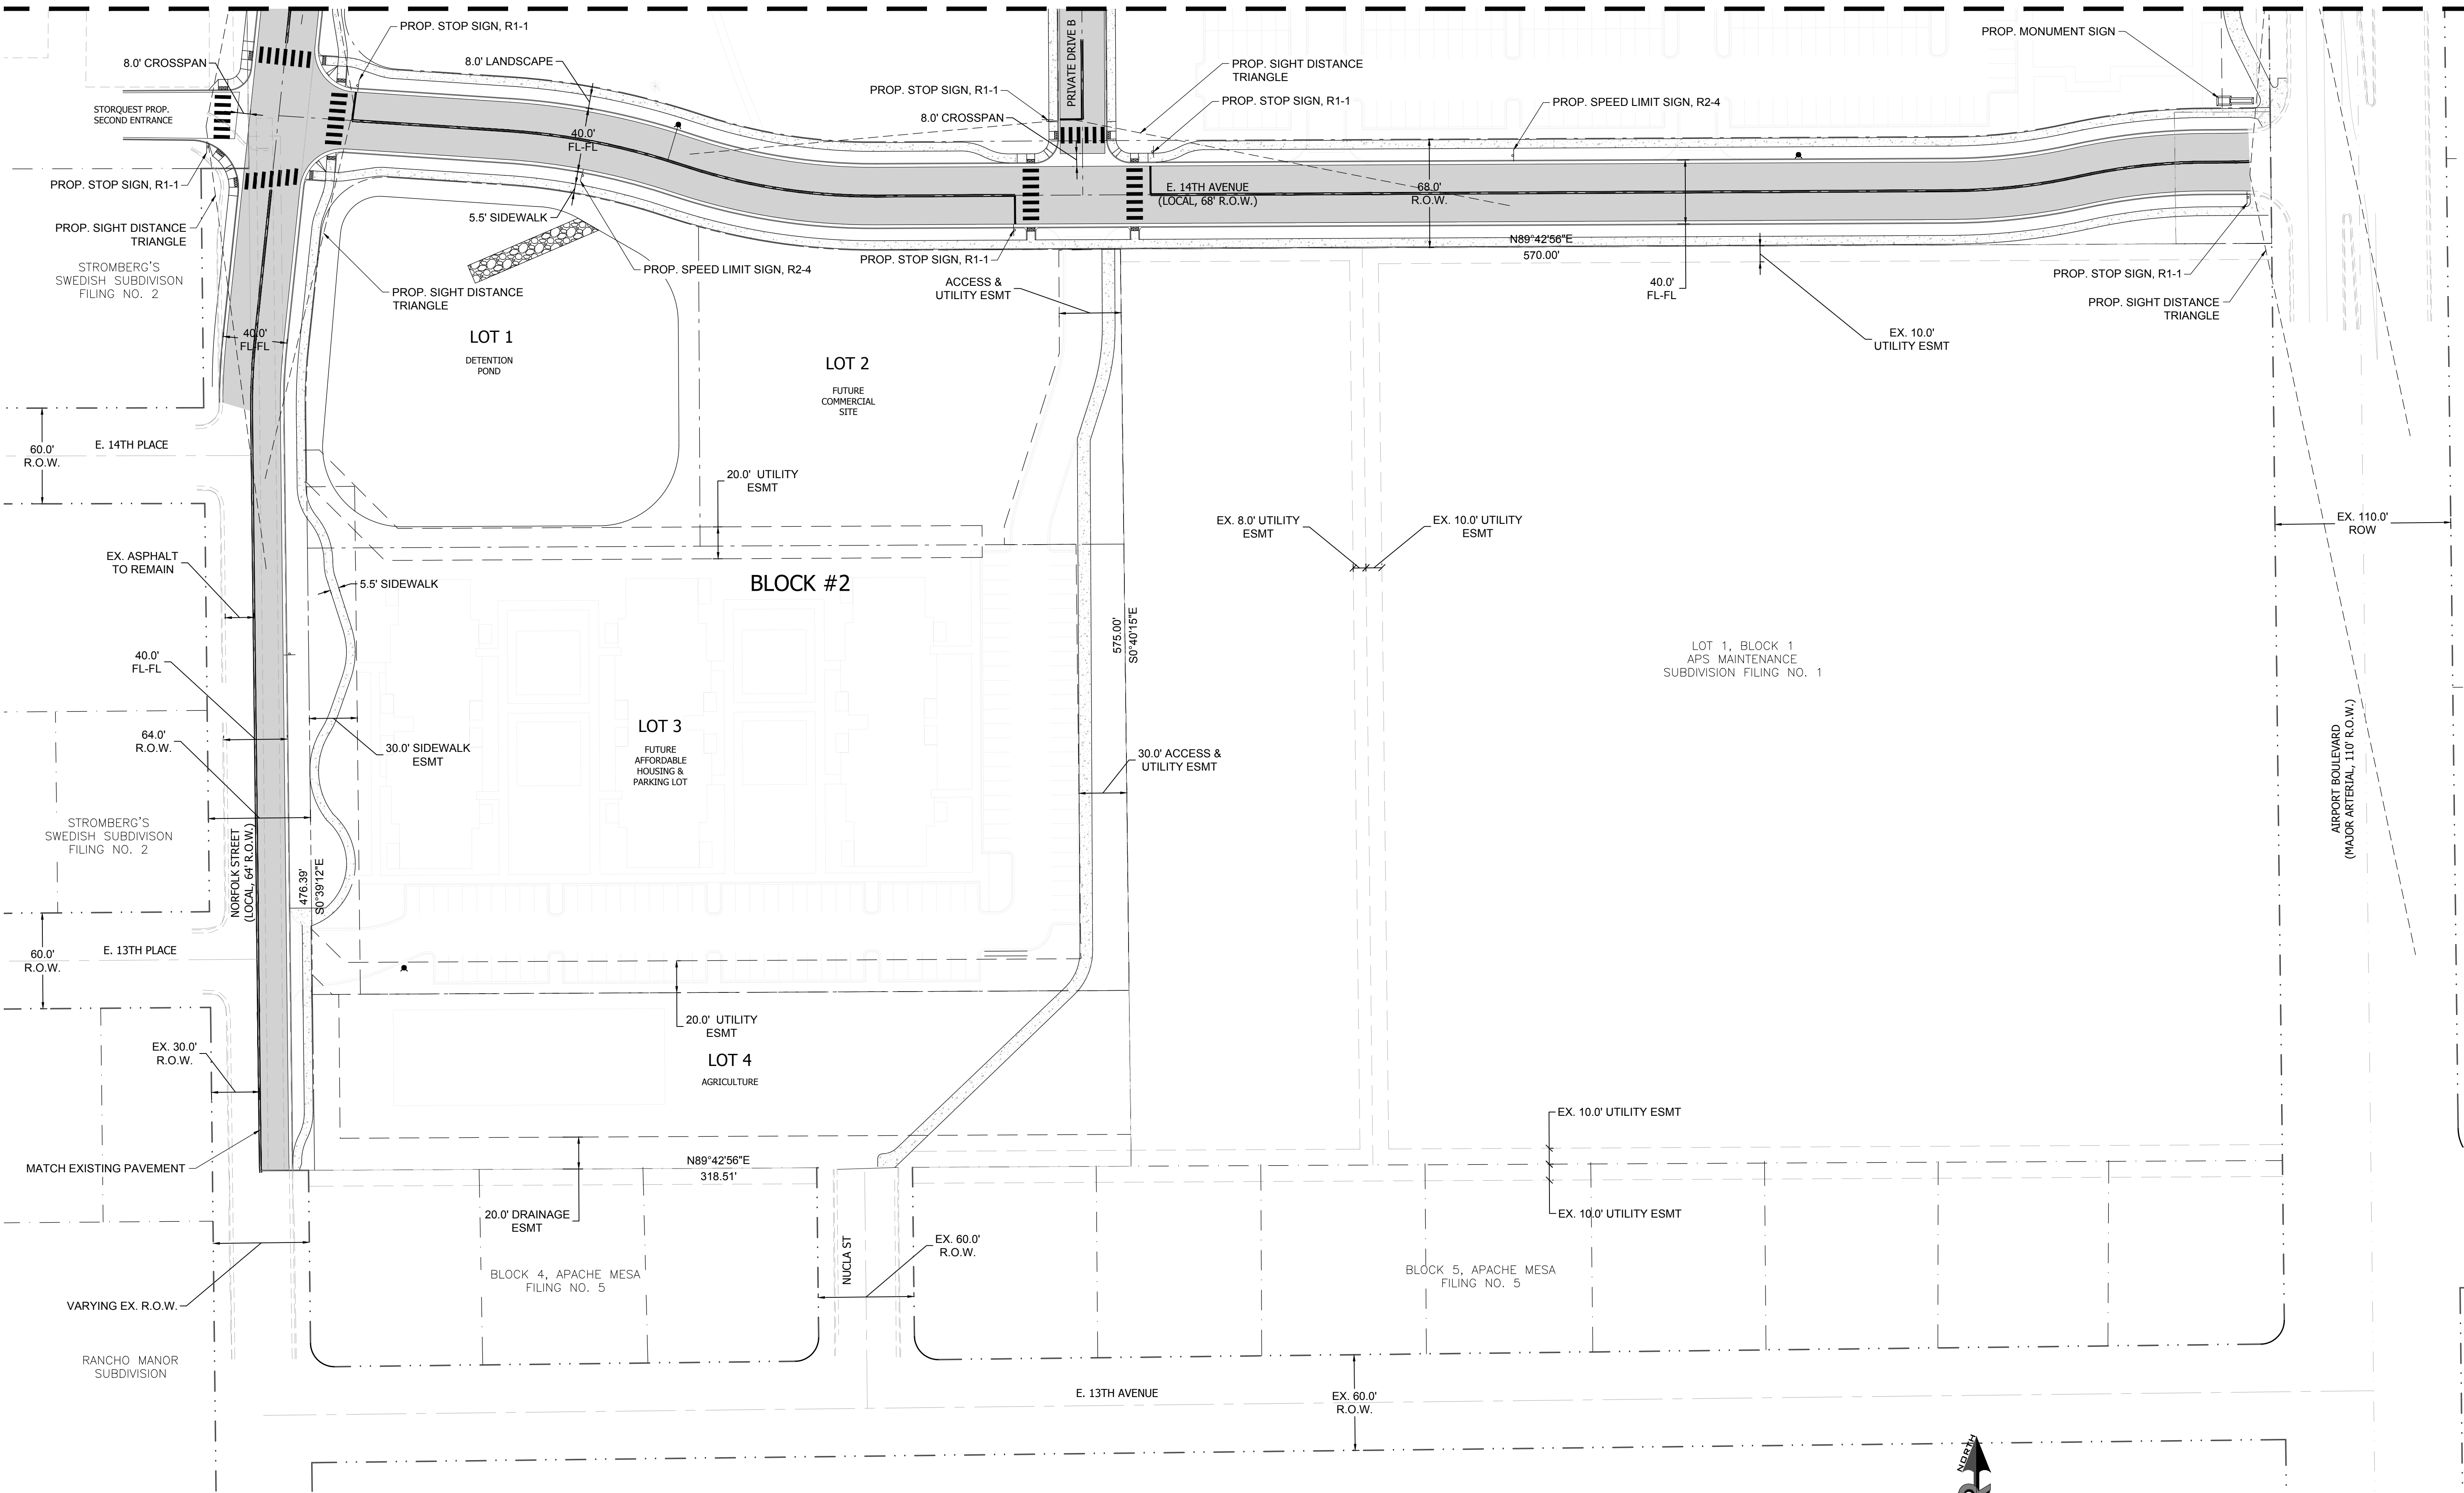 PROP. STOP SIGN, R1-1
8.0' CROSSPAN
8.0' LANDSCAPE
PRIVATE DRIVE B
PROP. SIGHT DISTANCE
TRIANGLE
PROP. MONUMENT SIGN
PROP. STOP SIGN, R1-1
PROP. STOP SIGN, R1-1
PROP. SPEED LIMIT SIGN, R2-4
STORQUEST PROP.
SECOND ENTRANCE
8.0' CROSSPAN
40.0'
FL-FL
PROP. STOP SIGN, R1-1
E. 14TH AVENUE
(LOCAL, 68' R.O.W.)
68.0'
R.O.W.
5.5' SIDEWALK
PROP. SIGHT DISTANCE
TRIANGLE
N89°42'56"E
570.00'
STROMBERG'S
SWEDISH SUBDIVISON
FILING NO. 2
PROP. STOP SIGN, R1-1
PROP. SPEED LIMIT SIGN, R2-4
PROP. STOP SIGN, R1-1
ACCESS &
UTILITY ESMT
40.0'
FL-FL
PROP. SIGHT DISTANCE
TRIANGLE
PROP. SIGHT DISTANCE
TRIANGLE
40.0'
FL-FL
LOT 1
DETENTION
POND
LOT 2
FUTURE
COMMERCIAL
SITE
EX. 10.0'
UTILITY ESMT
60.0'
R.O.W.
E. 14TH PLACE
20.0' UTILITY
ESMT
EX. 8.0' UTILITY
ESMT
EX. 10.0' UTILITY
ESMT
EX. 110.0'
ROW
EX. ASPHALT
TO REMAIN
5.5' SIDEWALK
BLOCK #2
575.00'
S0°40'15"E
40.0'
FL-FL
LOT 1, BLOCK 1
APS MAINTENANCE
SUBDIVISION FILING NO. 1
64.0'
R.O.W.
30.0' SIDEWALK
ESMT
LOT 3
FUTURE
AFFORDABLE
HOUSING &
PARKING LOT
30.0' ACCESS &
UTILITY ESMT
AIRPORT BOULEVARD
(MAJOR ARTERIAL, 110' R.O.W.)
STROMBERG'S
SWEDISH SUBDIVISON
FILING NO. 2
NORFOLK STREET
(LOCAL, 64' R.O.W.)
476.39'
S0°39'12"E
60.0'
R.O.W.
E. 13TH PLACE
20.0' UTILITY
ESMT
EX. 30.0'
R.O.W.
LOT 4
AGRICULTURE
EX. 10.0' UTILITY ESMT
MATCH EXISTING PAVEMENT
N89°42'56"E
318.51'
20.0' DRAINAGE
ESMT
EX. 10.0' UTILITY ESMT
NUCLA ST
EX. 60.0'
R.O.W.
BLOCK 4, APACHE MESA
FILING NO. 5
BLOCK 5, APACHE MESA
FILING NO. 5
VARYING EX. R.O.W.
RANCHO MANOR
SUBDIVISION
E. 13TH AVENUE
EX. 60.0'
R.O.W.
NORTH